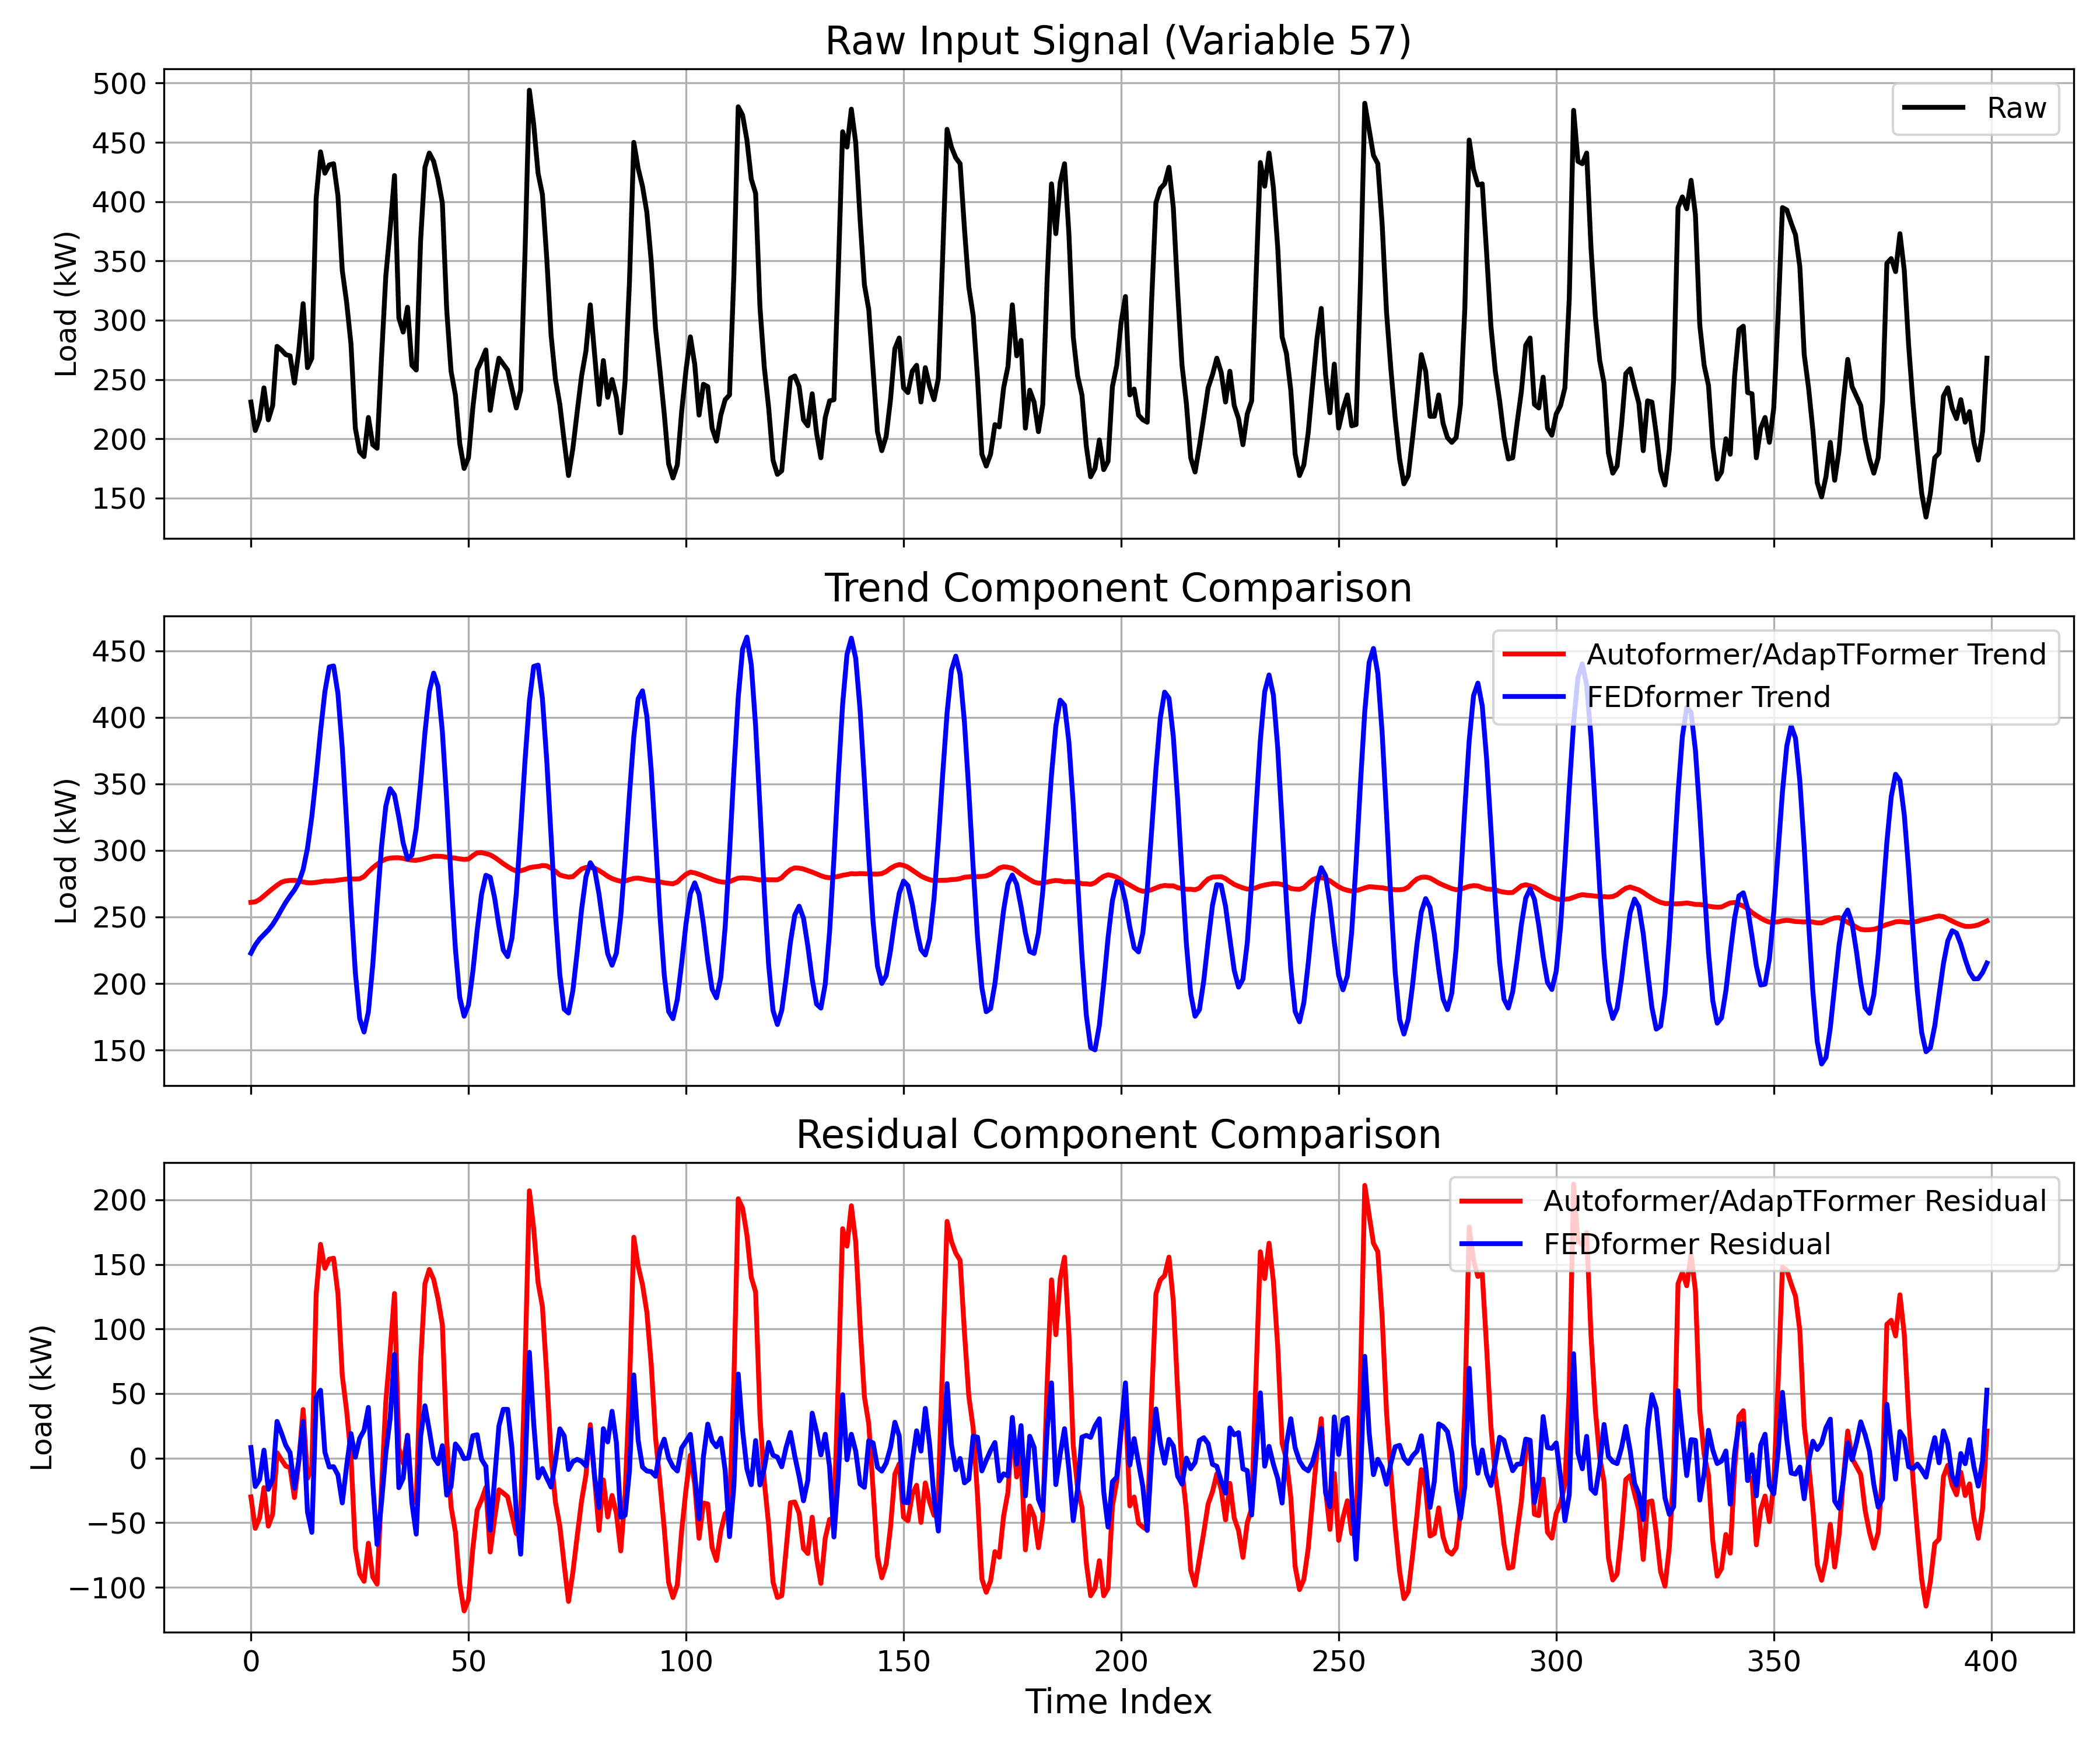 Raw Input Signal (Variable 57)
Load (kW)
500
450
400
350
300
250
200
150
Raw
Trend Component Comparison
Load (kW)
450
400
350
300
250
200
150
Autoformer/AdapTFormer Trend
FEDformer Trend
Residual Component Comparison
Load (kW)
200
150
100
50
0
−50
−100
Autoformer/AdapTFormer Residual
FEDformer Residual
0 50 100 150 200 250 300 350 400
Time Index